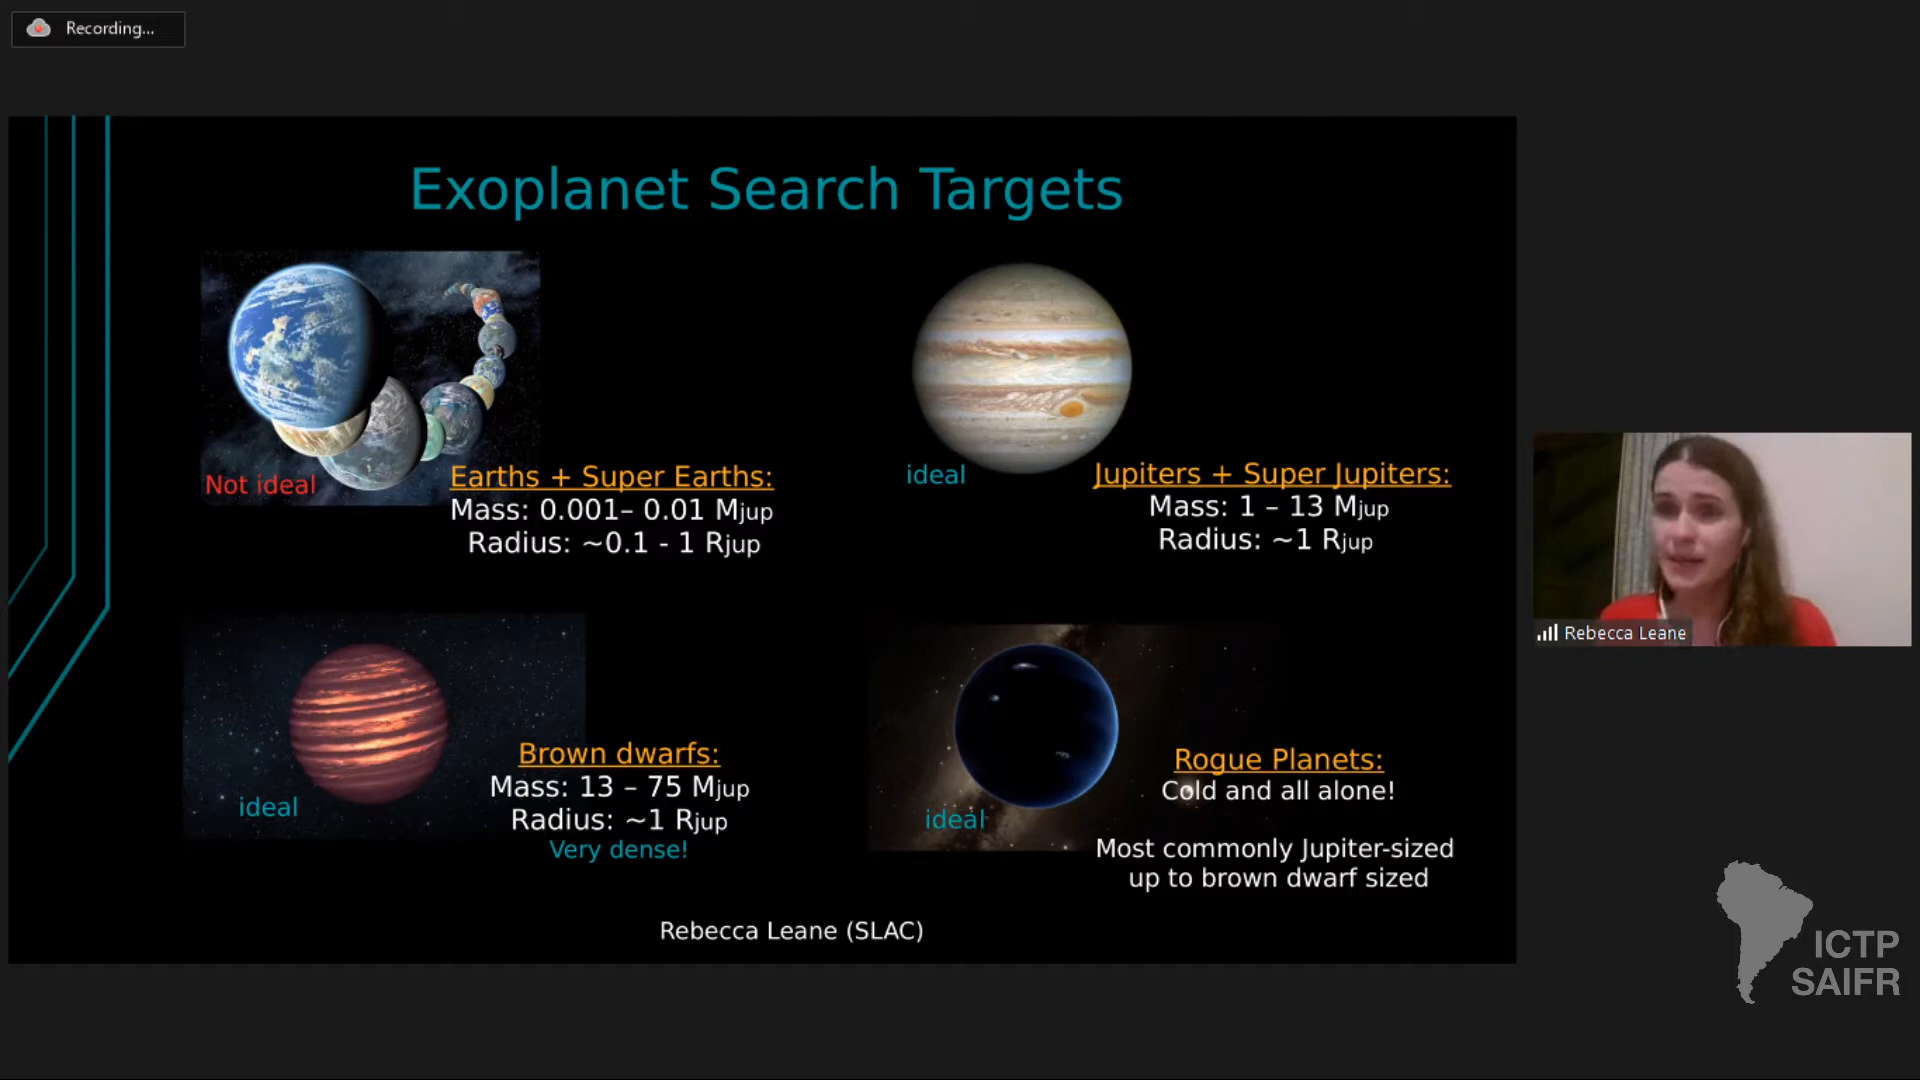 Recording...
Exoplanet Search Targets
Not ideal
Earths + Super Earths:
Mass: 0.001– 0.01 Mjup
Radius: ~0.1 - 1 Rjup
ideal
Jupiters + Super Jupiters:
Mass: 1 – 13 Mjup
Radius: ~1 Rjup
Rebecca Leane
ideal
Brown dwarfs:
Mass: 13 – 75 Mjup
Radius: ~1 Rjup
Very dense!
ideal
Rogue Planets:
Cold and all alone!
Most commonly Jupiter-sized
up to brown dwarf sized
Rebecca Leane (SLAC)
ICTP
SAIFR